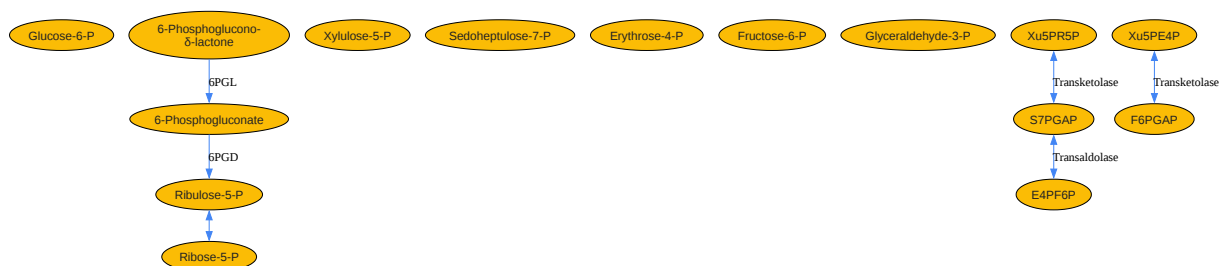 Glucose-6-P
6-Phosphoglucono-
δ-lactone
Xylulose-5-P
Sedoheptulose-7-P
Erythrose-4-P
Fructose-6-P
Glyceraldehyde-3-P
Xu5PR5P
Xu5PE4P
6PGL
Transketolase
Transketolase
6-Phosphogluconate
S7PGAP
F6PGAP
6PGD
Transaldolase
Ribulose-5-P
E4PF6P
Ribose-5-P